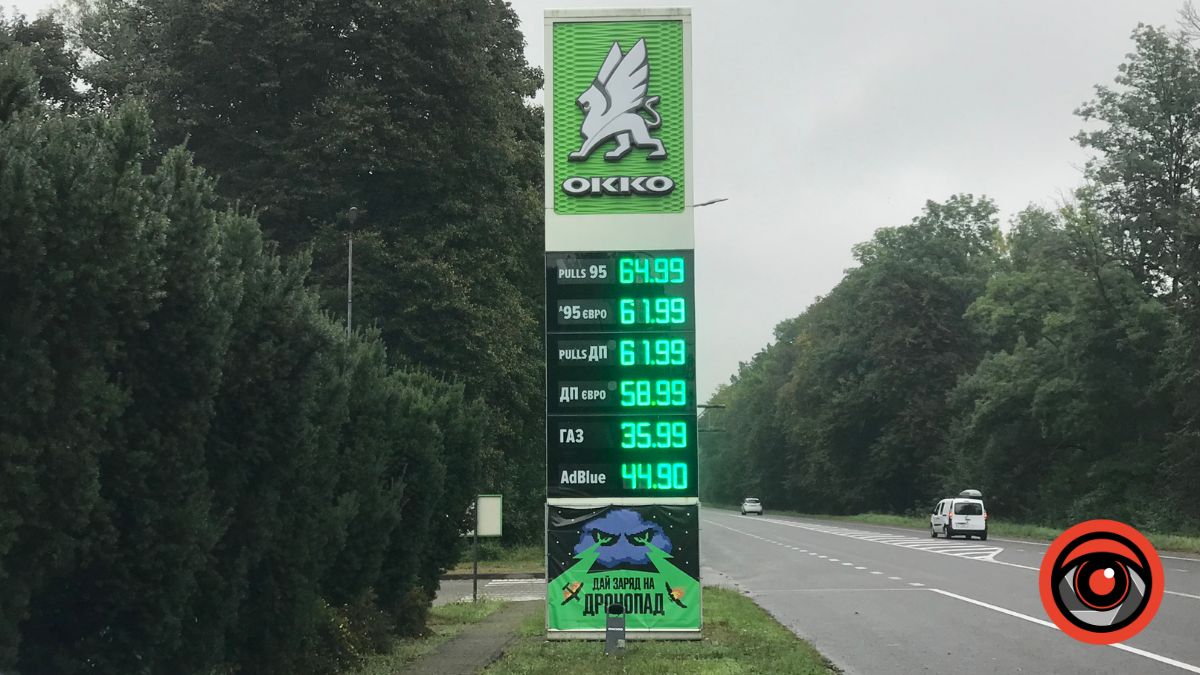 OKKO
PULLS 95 64.99
А95 ЄВРО 61.99
PULLS ДП 61.99
ДП ЄВРО 58.99
ГАЗ 35.99
AdBlue 44.90
ДАЙ ЗАРЯД НА
ДРОНОПАД